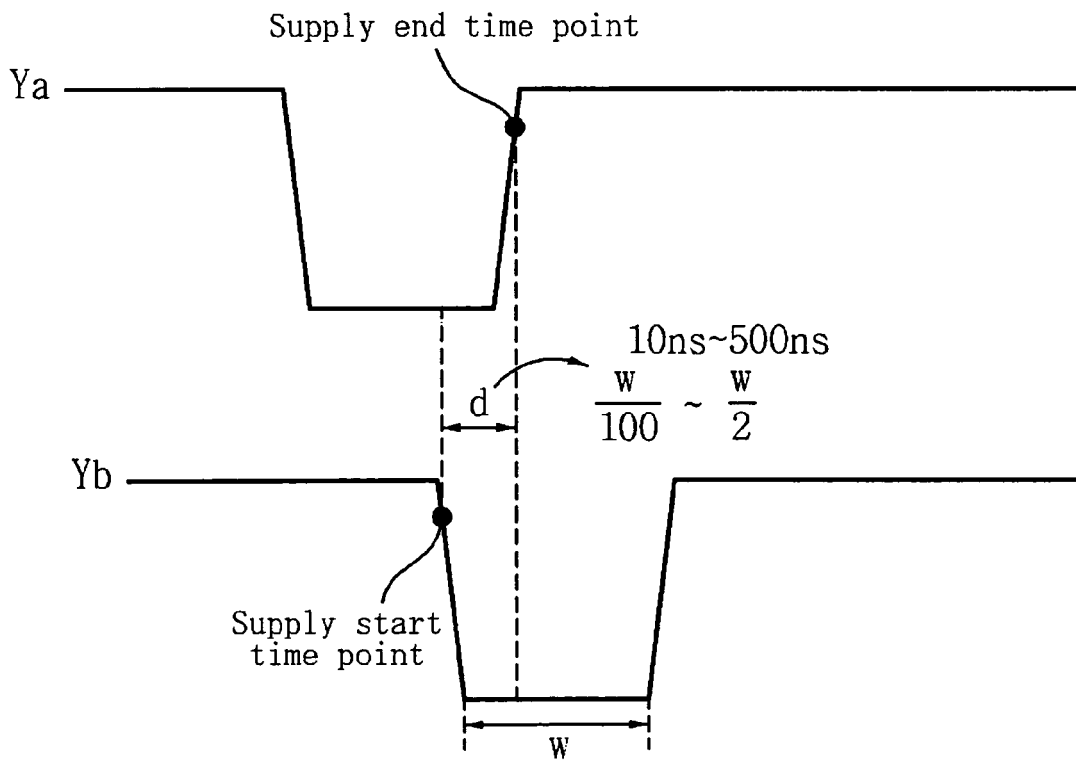 Supply end time point
Ya
10ns~500ns
d
W/100 ~ W/2
Yb
Supply start
time point
W